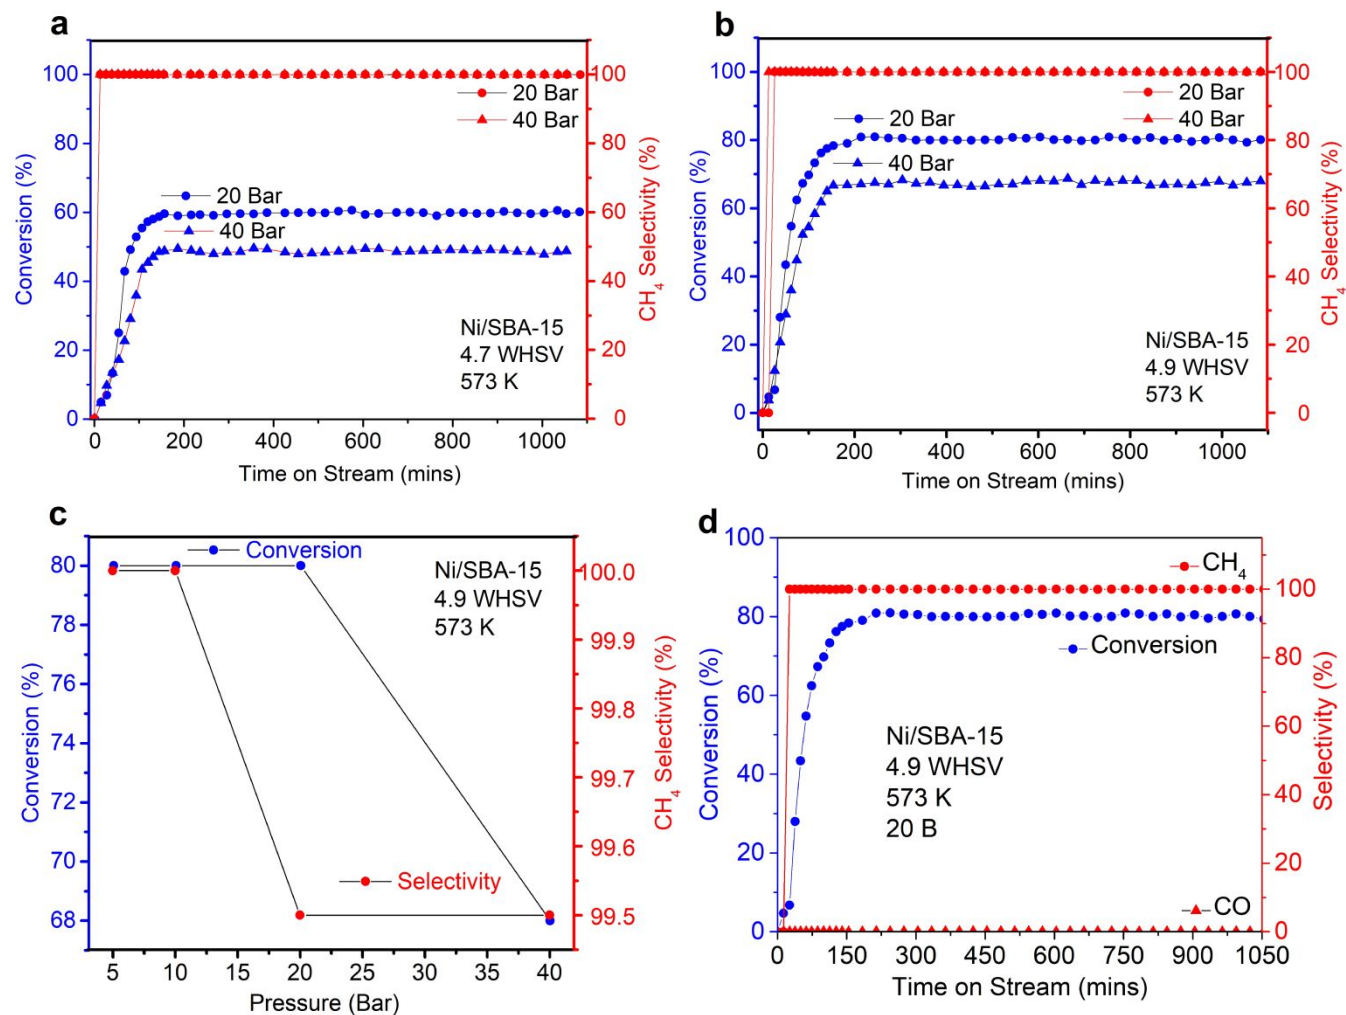 a
100
80
60
40
20
0
Conversion (%)
20 Bar
40 Bar
20 Bar
40 Bar
Ni/SBA-15
4.7 WHSV
573 K
100
80
60
40
20
0
CH₄ Selectivity (%)
0 200 400 600 800 1000
Time on Stream (mins)
b
100
80
60
40
20
0
Conversion (%)
20 Bar
40 Bar
20 Bar
40 Bar
Ni/SBA-15
4.9 WHSV
573 K
100
80
60
40
20
0
CH₄ Selectivity (%)
0 200 400 600 800 1000
Time on Stream (mins)
c
80
78
76
74
72
70
68
Conversion (%)
Conversion
Ni/SBA-15
4.9 WHSV
573 K
Selectivity
100.0
99.9
99.8
99.7
99.6
99.5
CH₄ Selectivity (%)
5 10 15 20 25 30 35 40
Pressure (Bar)
d
100
80
60
40
20
0
Conversion (%)
CH₄
Conversion
Ni/SBA-15
4.9 WHSV
573 K
20 B
CO
100
80
60
40
20
0
Selectivity (%)
0 150 300 450 600 750 900 1050
Time on Stream (mins)